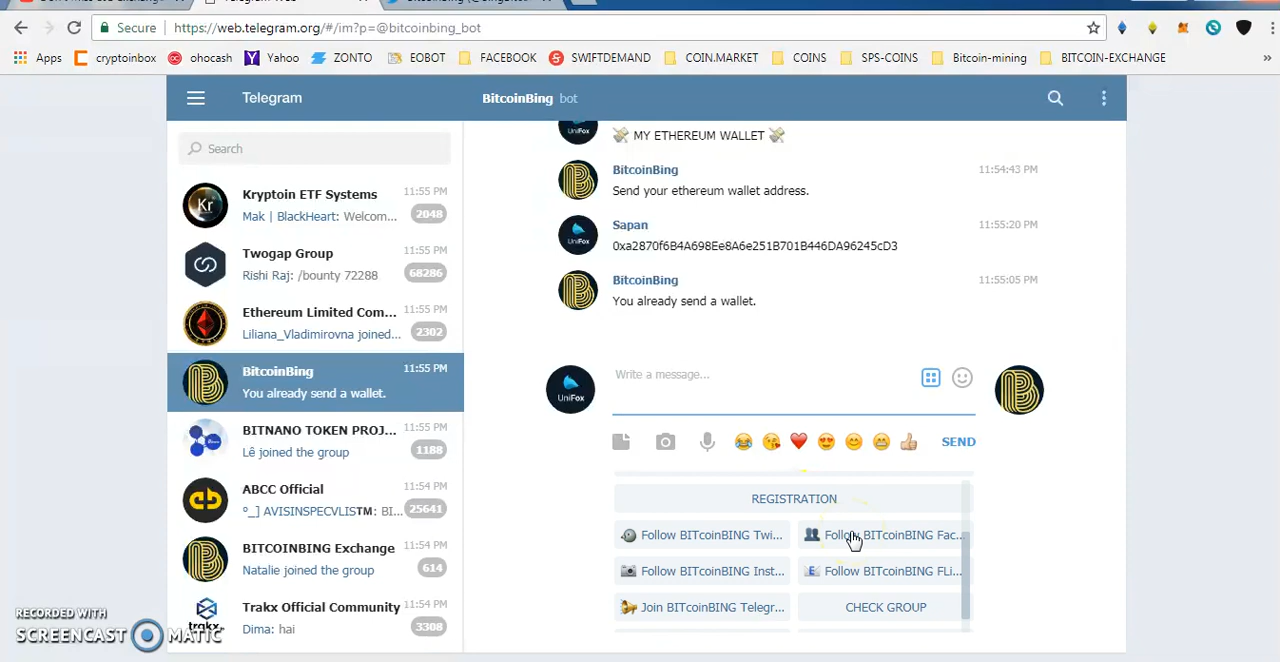 Secure
https://web.telegram.org/#/im?p=@bitcoinbing_bot
Apps cryptoinbox ohocash Yahoo ZONTO EOBOT FACEBOOK SWIFTDEMAND COIN.MARKET COINS SPS-COINS Bitcoin-mining BITCOIN-EXCHANGE »
Telegram
BitcoinBing bot
Search
Kryptoin ETF Systems 11:55 PM
Mak | BlackHeart: Welcom... 2048
Twogap Group 11:55 PM
Rishi Raj: /bounty 72288 68286
Ethereum Limited Com... 11:55 PM
Liliana_Vladimirovna joined... 2302
BitcoinBing 11:55 PM
You already send a wallet.
BITNANO TOKEN PROJ... 11:55 PM
Lê joined the group 1188
ABCC Official 11:54 PM
°_] AVISINSPECVLIS™: BI... 25641
BITCOINBING Exchange 11:54 PM
Natalie joined the group 614
Trakx Official Community 11:54 PM
Dima: hai 3308
Kr
trakx
UniFox
MY ETHEREUM WALLET
BitcoinBing 11:54:43 PM
Send your ethereum wallet address.
UniFox
Sapan 11:55:20 PM
0xa2870f6B4A698Ee8A6e251B701B446DA96245cD3
BitcoinBing 11:55:05 PM
You already send a wallet.
UniFox
Write a message...
SEND
REGISTRATION
Follow BITcoinBING Twi...
Follow BITcoinBING Fac...
Follow BITcoinBING Inst...
Follow BITcoinBING FLi...
Join BITcoinBING Telegr...
CHECK GROUP
RECORDED WITH
SCREENCAST MATIC